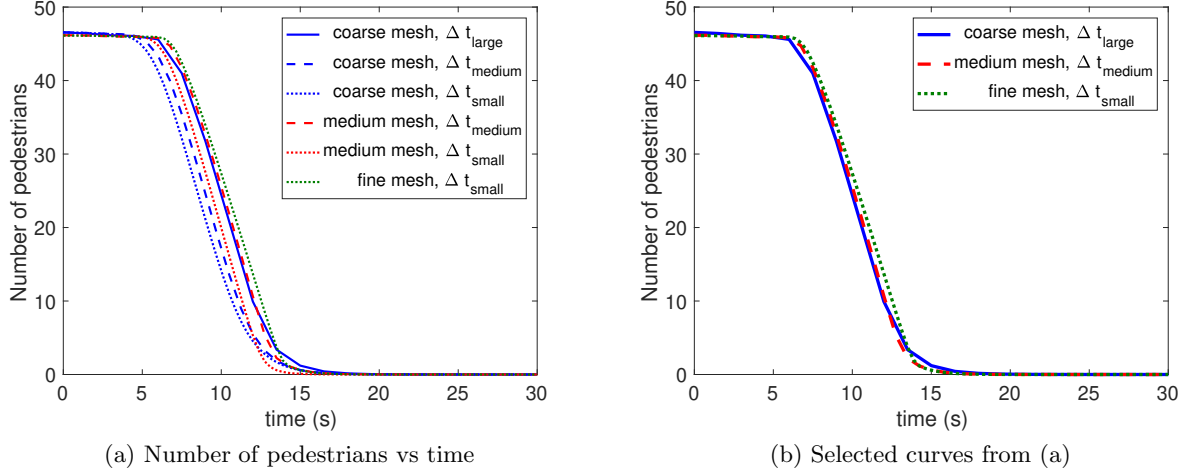 Number of pedestrians
50
40
30
20
10
0
0 5 10 15 20 25 30
time (s)
coarse mesh, Δ t_large
coarse mesh, Δ t_medium
coarse mesh, Δ t_small
medium mesh, Δ t_medium
medium mesh, Δ t_small
fine mesh, Δ t_small
(a) Number of pedestrians vs time
Number of pedestrians
50
40
30
20
10
0
0 5 10 15 20 25 30
time (s)
coarse mesh, Δ t_large
medium mesh, Δ t_medium
fine mesh, Δ t_small
(b) Selected curves from (a)